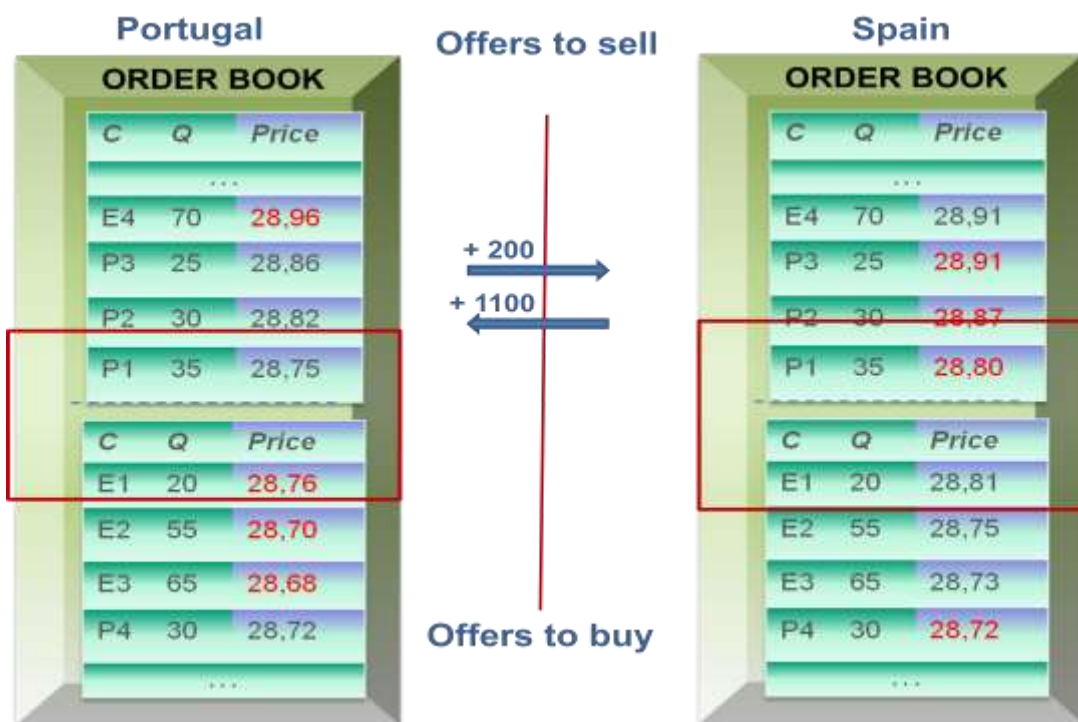 Portugal
ORDER BOOK
C Q Price
...
E4 70 28,96
P3 25 28,86
P2 30 28,82
P1 35 28,75
C Q Price
E1 20 28,76
E2 55 28,70
E3 65 28,68
P4 30 28,72
...
Offers to sell
+ 200
+ 1100
Offers to buy
Spain
ORDER BOOK
C Q Price
...
E4 70 28,91
P3 25 28,91
P2 30 28,87
P1 35 28,80
C Q Price
E1 20 28,81
E2 55 28,75
E3 65 28,73
P4 30 28,72
...